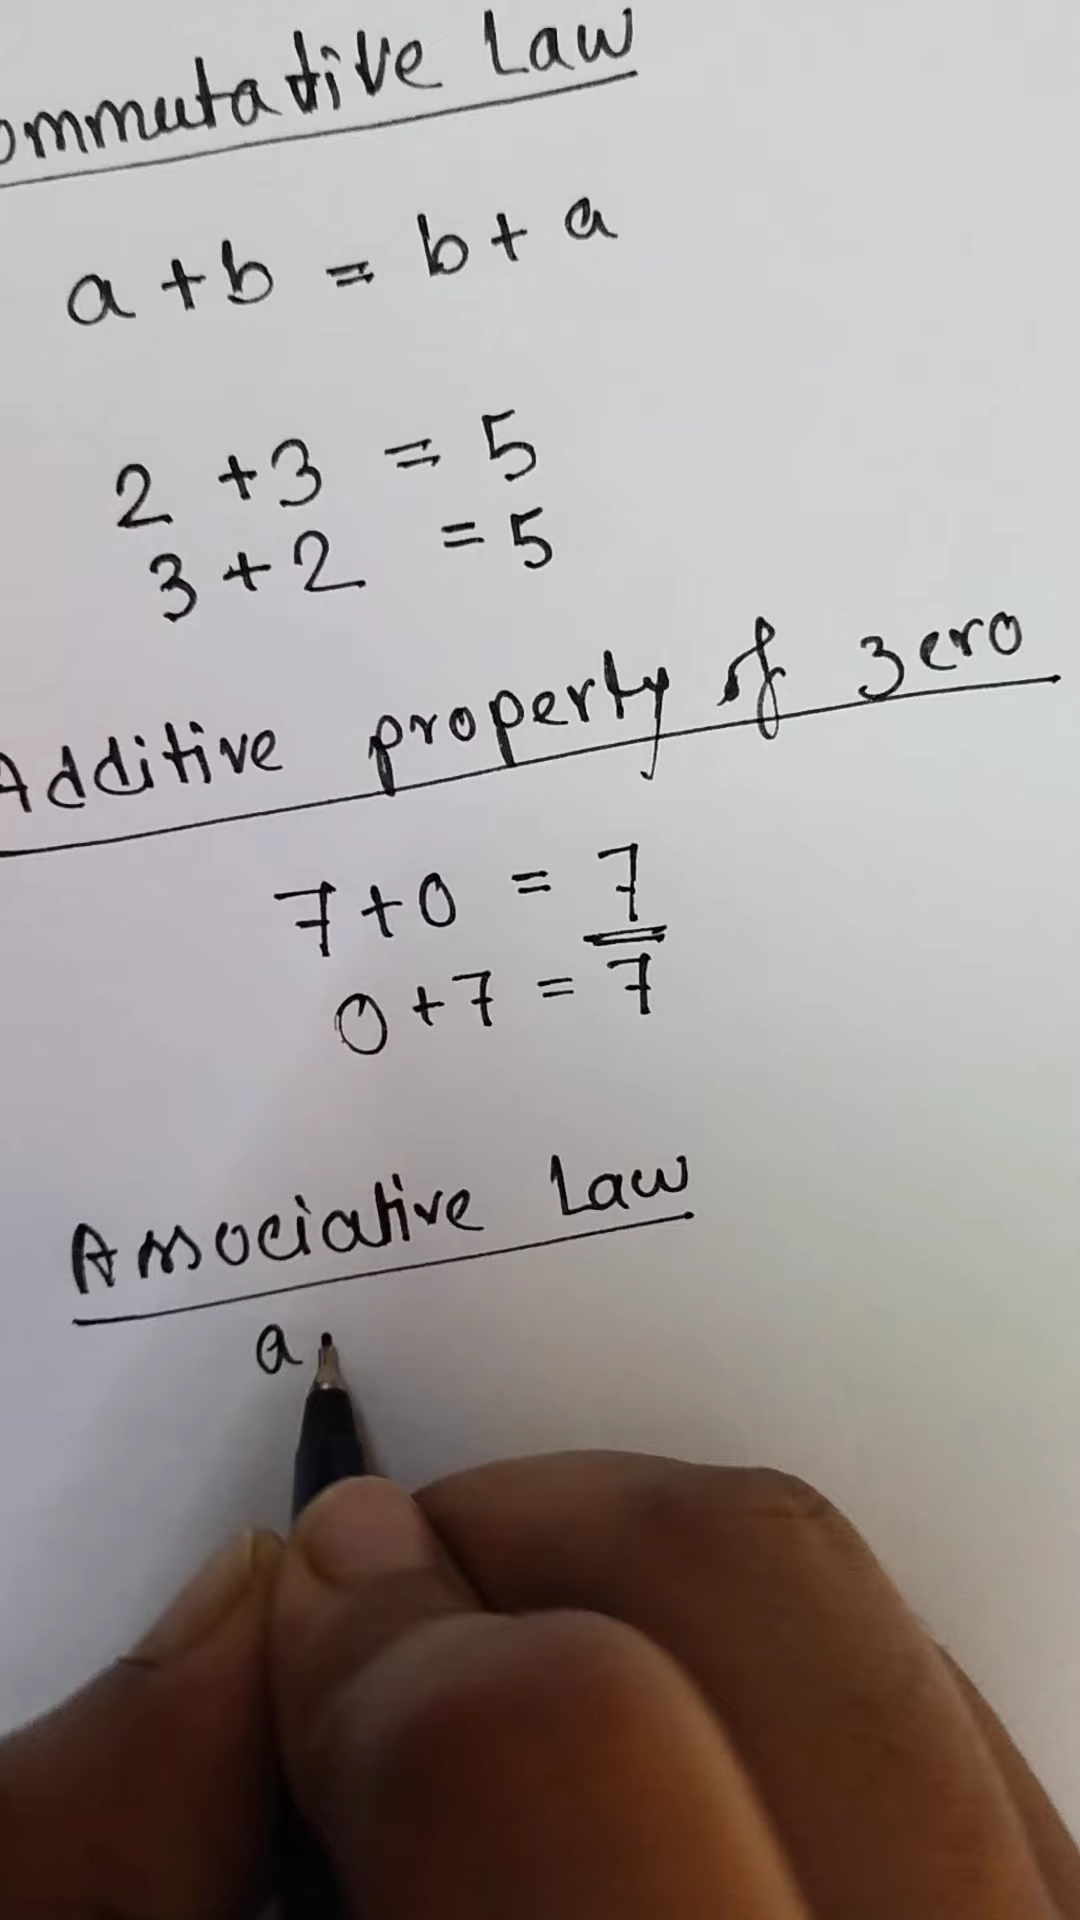 ommutative Law
a + b = b + a
2 + 3 = 5
3 + 2 = 5
Additive property of zero
7 + 0 = 7
0 + 7 = 7
Associative Law
a